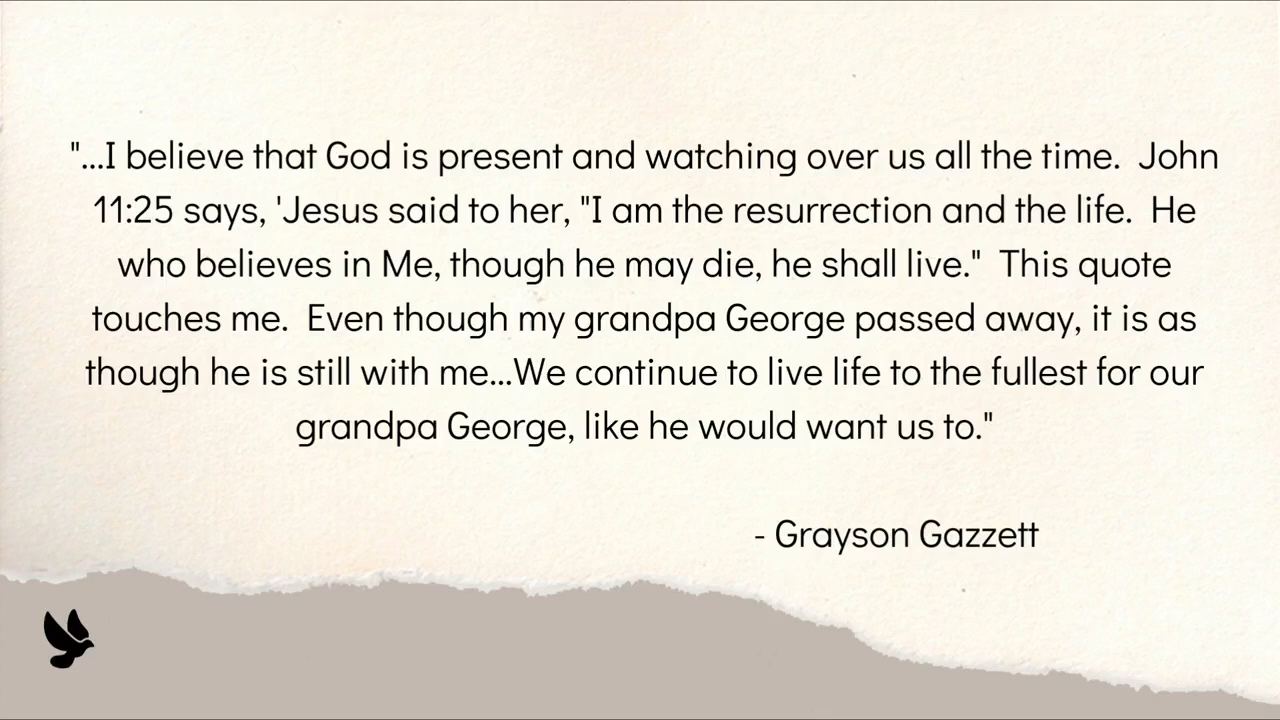 "...I believe that God is present and watching over us all the time.  John
11:25 says, 'Jesus said to her, "I am the resurrection and the life.  He
who believes in Me, though he may die, he shall live."  This quote
touches me.  Even though my grandpa George passed away, it is as
though he is still with me...We continue to live life to the fullest for our
grandpa George, like he would want us to."
- Grayson Gazzett